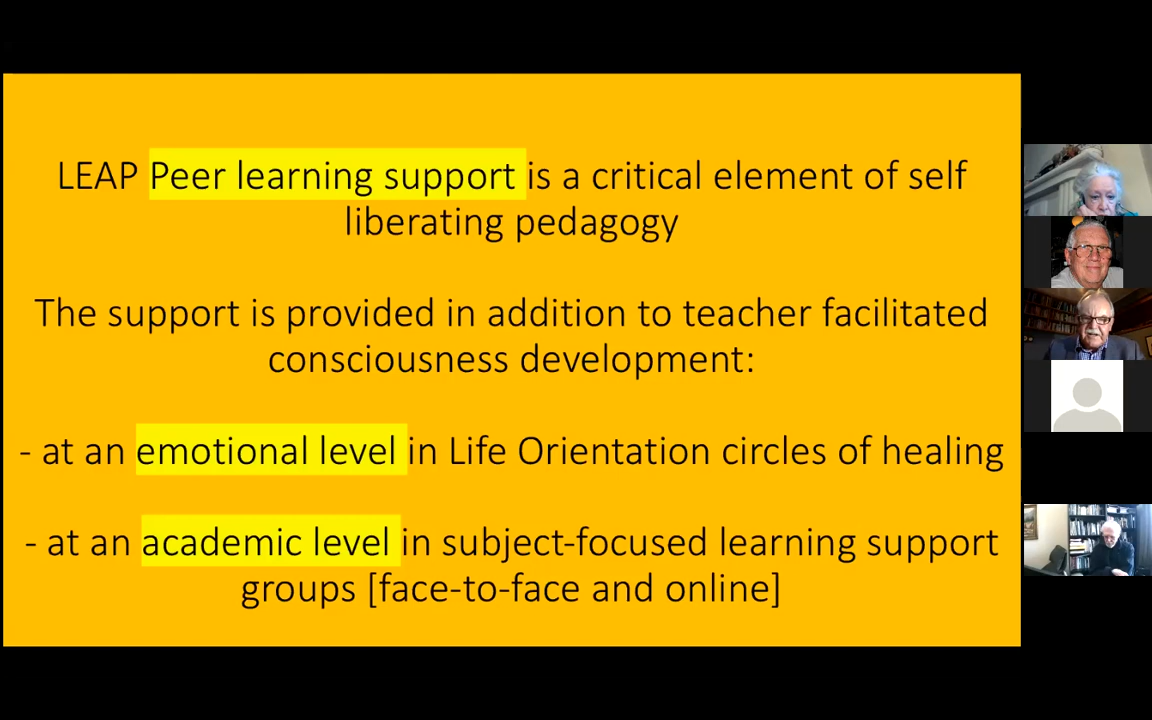 LEAP Peer learning support is a critical element of self
liberating pedagogy
The support is provided in addition to teacher facilitated
consciousness development:
- at an emotional level in Life Orientation circles of healing
- at an academic level in subject-focused learning support
groups [face-to-face and online]